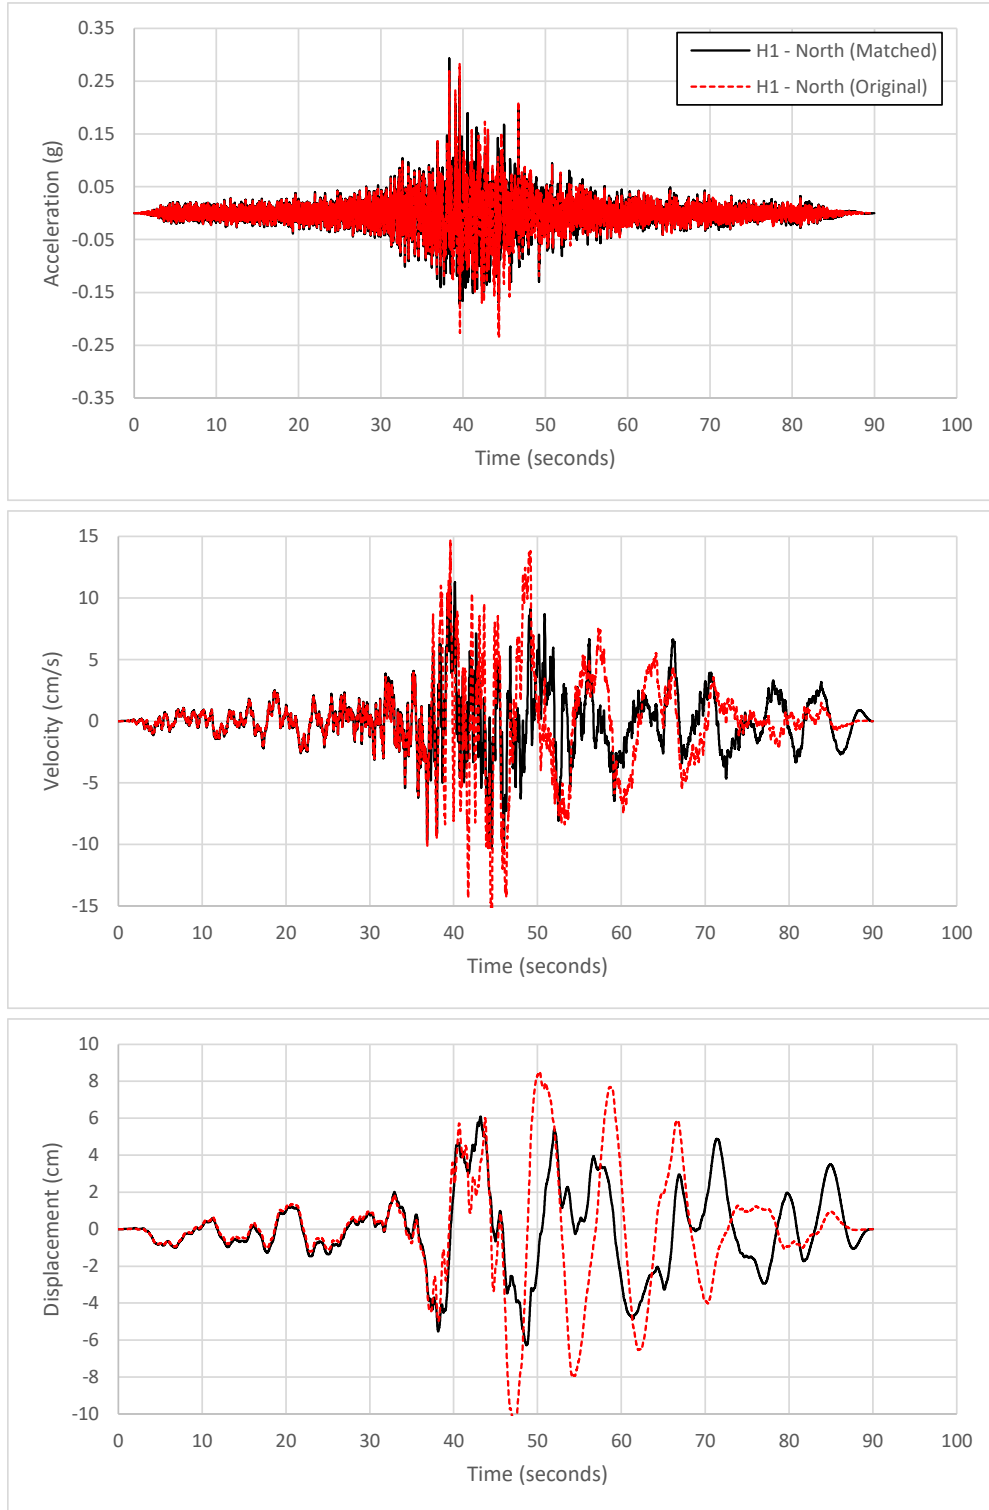 0.35
0.25
0.15
0.05
-0.05
-0.15
-0.25
-0.35
Acceleration (g)
H1 - North (Matched)
H1 - North (Original)
0 10 20 30 40 50 60 70 80 90 100
Time (seconds)
15
10
5
0
-5
-10
-15
Velocity (cm/s)
0 10 20 30 40 50 60 70 80 90 100
Time (seconds)
10
8
6
4
2
0
-2
-4
-6
-8
-10
Displacement (cm)
0 10 20 30 40 50 60 70 80 90 100
Time (seconds)